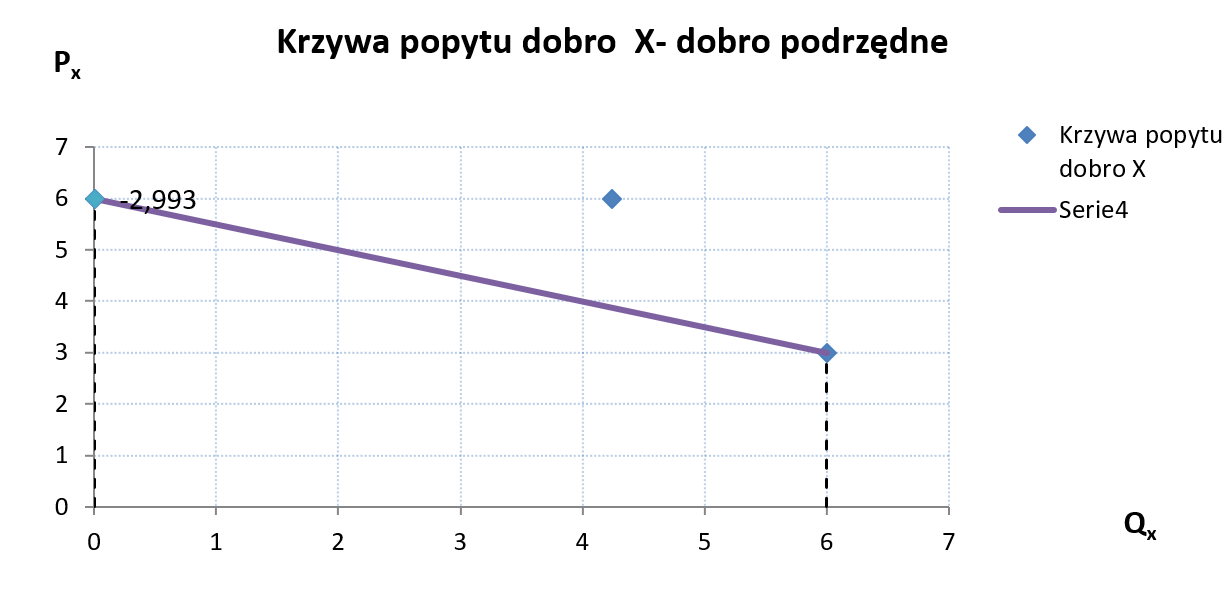 Krzywa popytu dobro  X- dobro podrzędne
Px
7
6
5
4
3
2
1
0
-2,993
0 1 2 3 4 5 6 7
Qx
Krzywa popytu
dobro X
Serie4